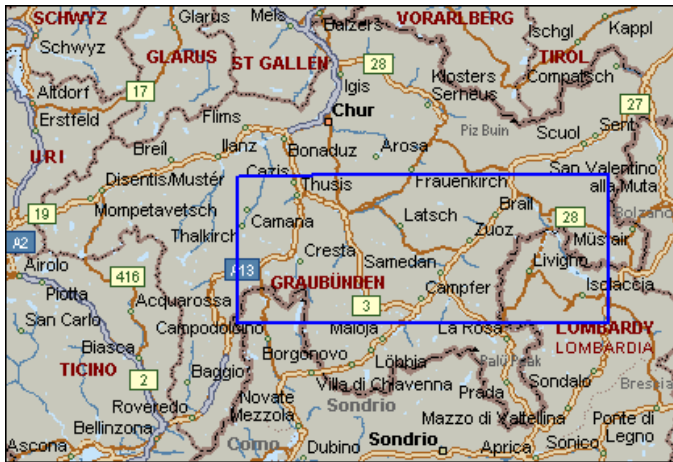 SCHWYZ
Glarus
Mels
Balzers
VORARLBERG
Ischgl
Kappl
Schwyz
GLARUS
ST GALLEN
28
TIROL
Klosters
Serneus
Compatsch
Altdorf
17
Igis
27
Erstfeld
Chur
Flims
Piz Buin
Scuol
Sent
URI
Breil
Ilanz
Bonaduz
Arosa
Cazis
San Valentino
alla Muta
Disentis/Mustér
Thusis
Frauenkirch
19
Mompetavetsch
Camana
Latsch
Brail
28
Bolzano
Thalkirch
Zuoz
Müstair
A2
Airolo
416
A13
Cresta
Samedan
Livigno
Piotta
GRAUBÜNDEN
Campfer
Isolaccia
Acquarossa
3
San Carlo
Campodolcino
Maloja
La Rosa
LOMBARDY
LOMBARDIA
Biasca
Borgonovo
Löbbia
Palü Peak
TICINO
2
Baggio
Villa di Chiavenna
Sondalo
Brescia
Roveredo
Novate
Mezzola
Sondrio
Prada
Mazzo di Valtellina
Ponte di
Legno
Bellinzona
Ascona
Como
Dubino
Sondrio
Aprica
Sonico